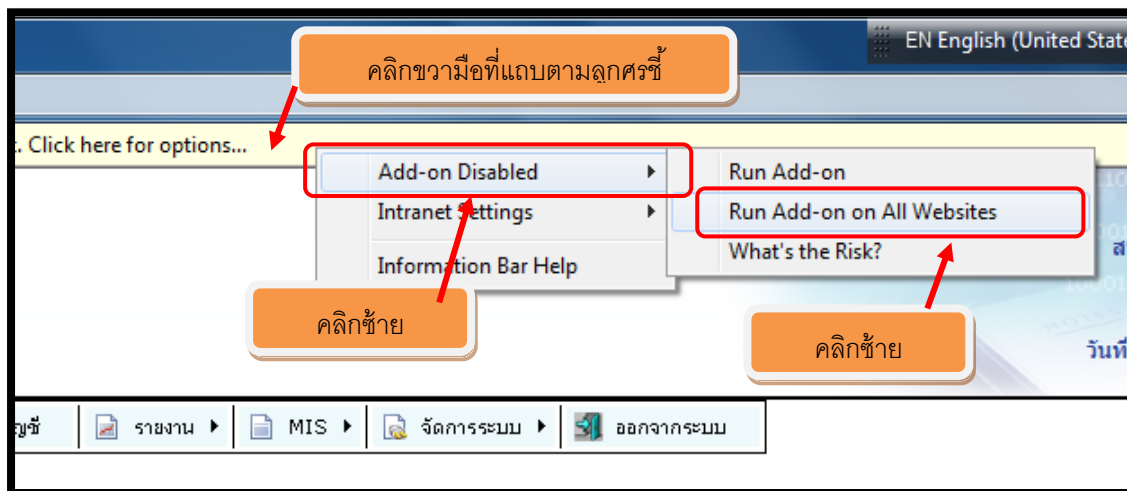 EN English (United State
คลิกขวามือที่แถบตามลูกศรชี้
. Click here for options...
Add-on Disabled
Run Add-on
Intranet Settings
Run Add-on on All Websites
What's the Risk?
Information Bar Help
คลิกซ้าย
คลิกซ้าย
วันที่
รายงาน
MIS
จัดการระบบ
ออกจากระบบ